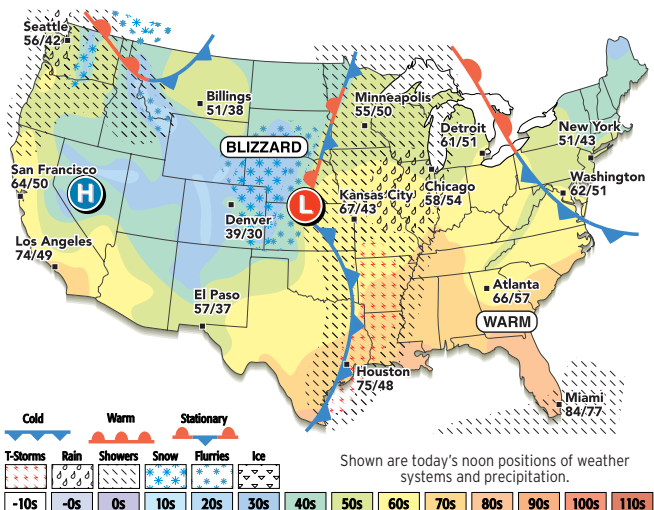 Seattle
56/42
Billings
51/38
Minneapolis
55/50
Detroit
61/51
New York
51/43
BLIZZARD
San Francisco
64/50
H
L
Denver
39/30
Kansas City
67/43
Chicago
58/54
Washington
62/51
Los Angeles
74/49
El Paso
57/37
Atlanta
66/57
WARM
Houston
75/48
Miami
84/77
Cold
Warm
Stationary
T-Storms Rain Showers Snow Flurries Ice
Shown are today's noon positions of weather
systems and precipitation.
-10s -0s 0s 10s 20s 30s 40s 50s 60s 70s 80s 90s 100s 110s